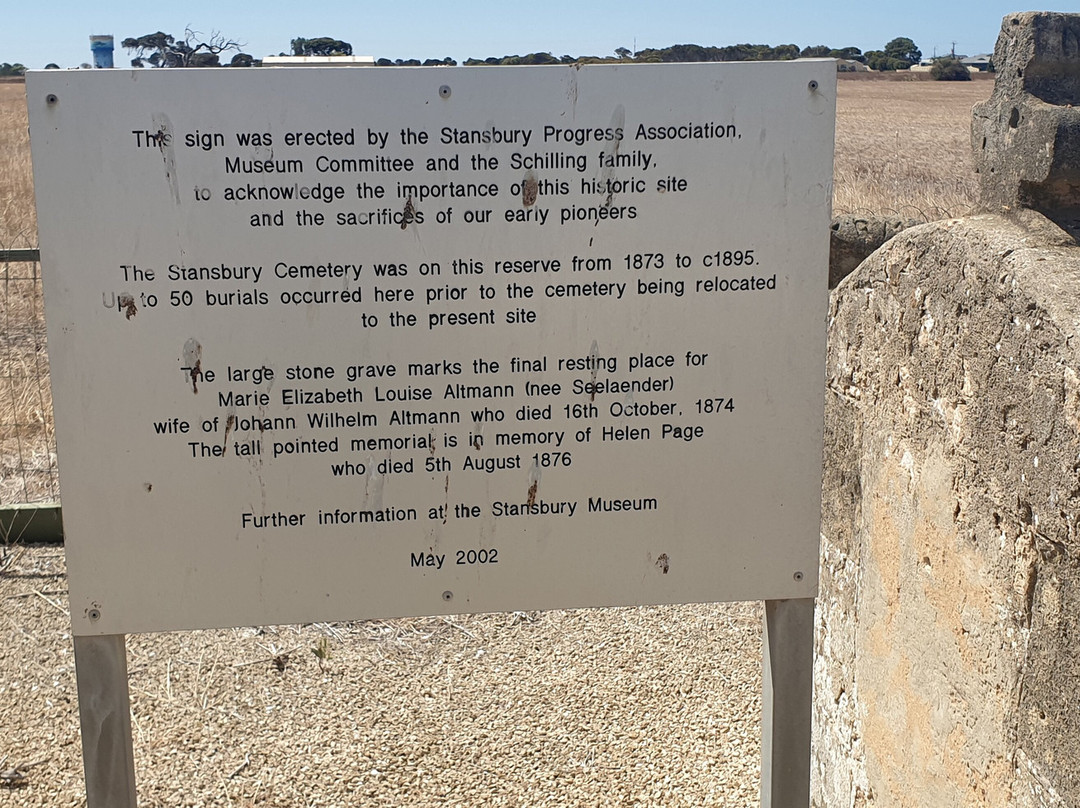 This sign was erected by the Stansbury Progress Association,
Museum Committee and the Schilling family,
to acknowledge the importance of this historic site
and the sacrifices of our early pioneers
The Stansbury Cemetery was on this reserve from 1873 to c1895.
Up to 50 burials occurred here prior to the cemetery being relocated
to the present site
The large stone grave marks the final resting place for
Marie Elizabeth Louise Altmann (nee Seelaender)
wife of Johann Wilhelm Altmann who died 16th October, 1874
The tall pointed memorial is in memory of Helen Page
who died 5th August 1876
Further information at the Stansbury Museum
May 2002